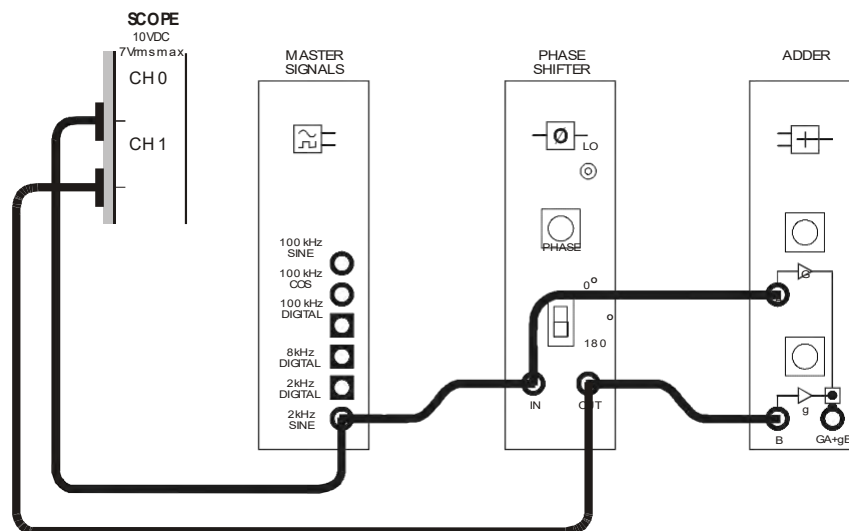 SCOPE
10VDC
7Vrms max
CH 0
CH 1
MASTER
SIGNALS
100 kHz
SINE
100 kHz
COS
100 kHz
DIGITAL
8kHz
DIGITAL
2kHz
DIGITAL
2kHz
SINE
PHASE
SHIFTER
Ø
LO
PHASE
0°
180°
IN
OUT
ADDER
G
g
B
GA+gB